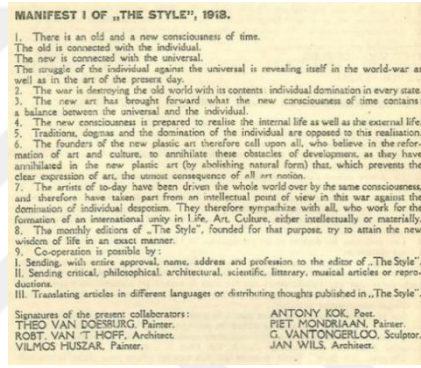 MANIFEST I OF „THE STYLE", 1918.
1. There is an old and a new consciousness of time.
The old is connected with the individual.
The new is connected with the universal.
The struggle of the individual against the universal is revealing itself in the world-war as
well as in the art of the present day.
2. The war is destroying the old world with its contents: individual domination in every state.
3. The new art has brought forward what the new consciousness of time contains:
a balance between the universal and the individual.
4. The new consciousness is prepared to realise the internal life as well as the external life.
5. Traditions, dogmas and the domination of the individual are opposed to this realisation.
6. The founders of the new plastic art therefore call upon all, who believe in the refor-
mation of art and culture, to annihilate these obstacles of development, as they have
annihilated in the new plastic art (by abolishing natural form) that, which prevents the
clear expression of art, the utmost consequence of all art notion.
7. The artists of to-day have been driven the whole world over by the same consciousness,
and therefore have taken part from an intellectual point of view in this war against the
domination of individual despotism. They therefore sympathize with all, who work for the
formation of an international unity in Life, Art, Culture, either intellectually or materially.
8. The monthly editions of „The Style", founded for that purpose, try to attain the new
wisdom of life in an exact manner.
9. Co-operation is possible by:
I. Sending, with entire approval, name, address and profession to the editor of „The Style".
II. Sending critical, philosophical, architectural, scientific, litterary, musical articles or repro-
ductions.
III. Translating articles in different languages or distributing thoughts published in „The Style".
Signatures of the present collaborators:
THEO VAN DOESBURG, Painter.
ROBT. VAN 'T HOFF, Architect.
VILMOS HUSZAR, Painter.
ANTONY KOK, Poet.
PIET MONDRIAAN, Painter.
G. VANTONGERLOO, Sculptor.
JAN WILS, Architect.